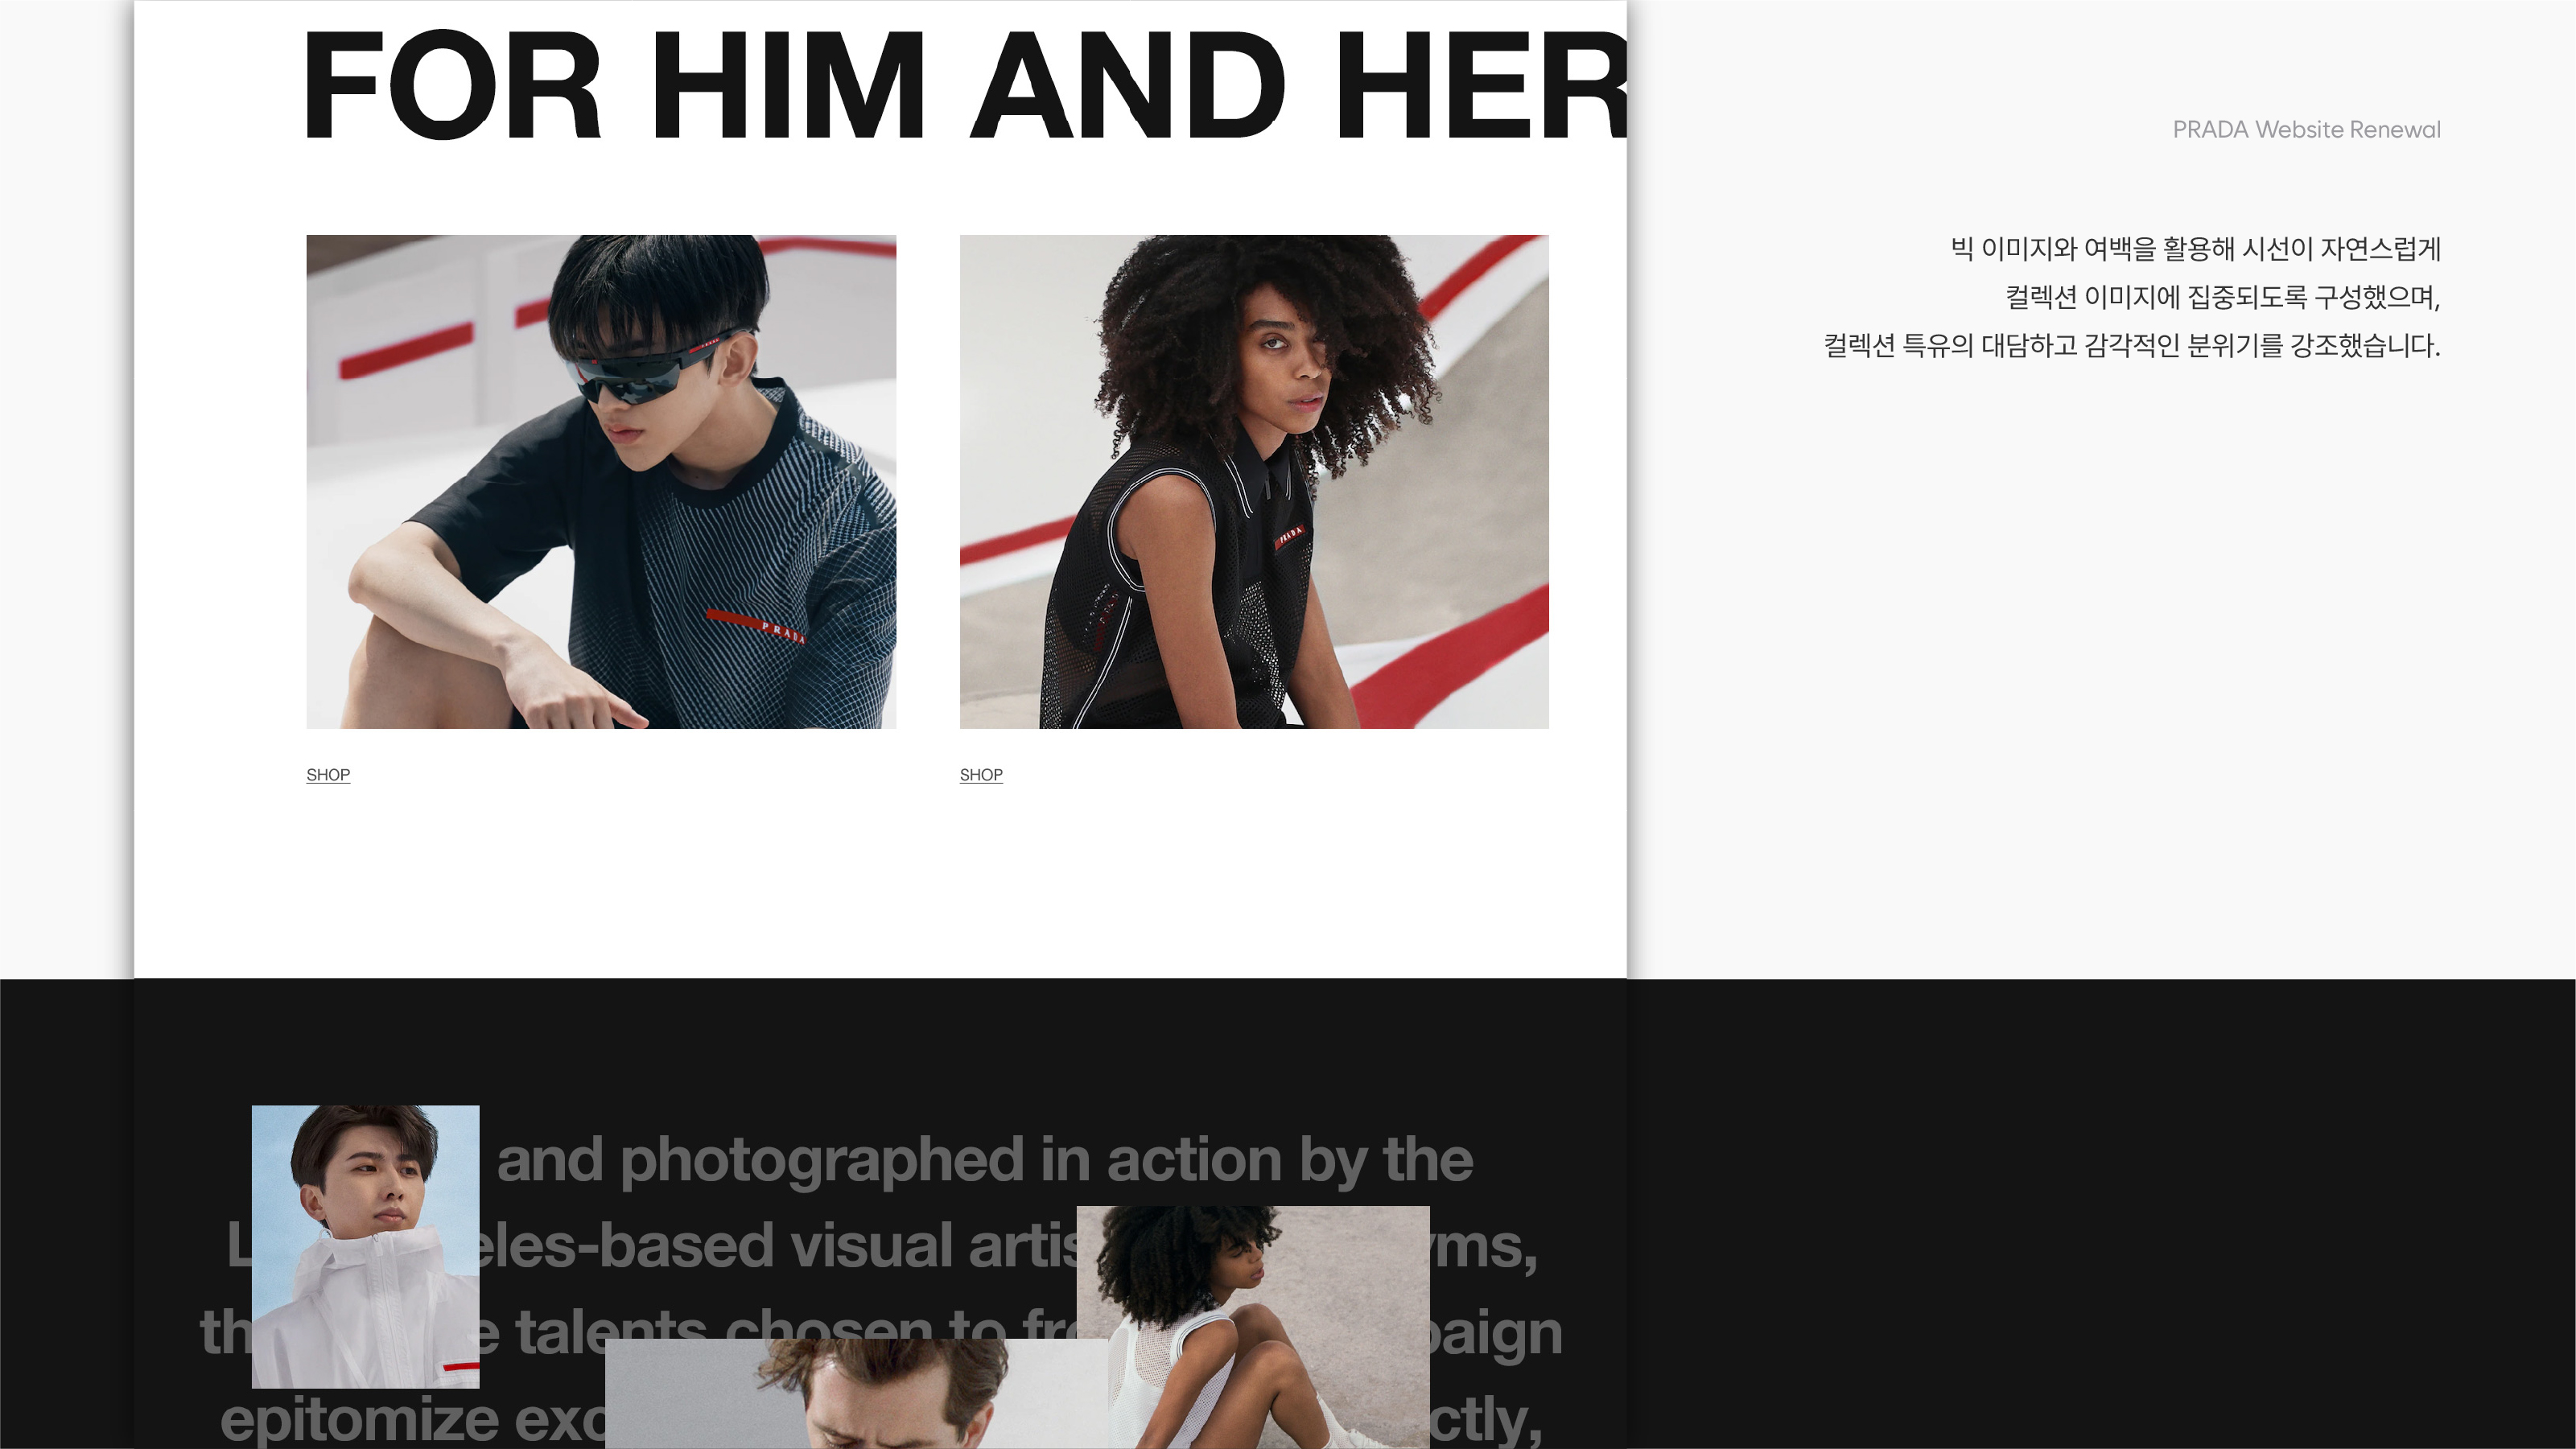 FOR HIM AND HER
PRADA Website Renewal
빅 이미지와 여백을 활용해 시선이 자연스럽게
컬렉션 이미지에 집중되도록 구성했으며,
컬렉션 특유의 대담하고 감각적인 분위기를 강조했습니다.
PRADA
PRADA
SHOP
SHOP
and photographed in action by the
eles-based visual artis
talents chosen to
epitomize